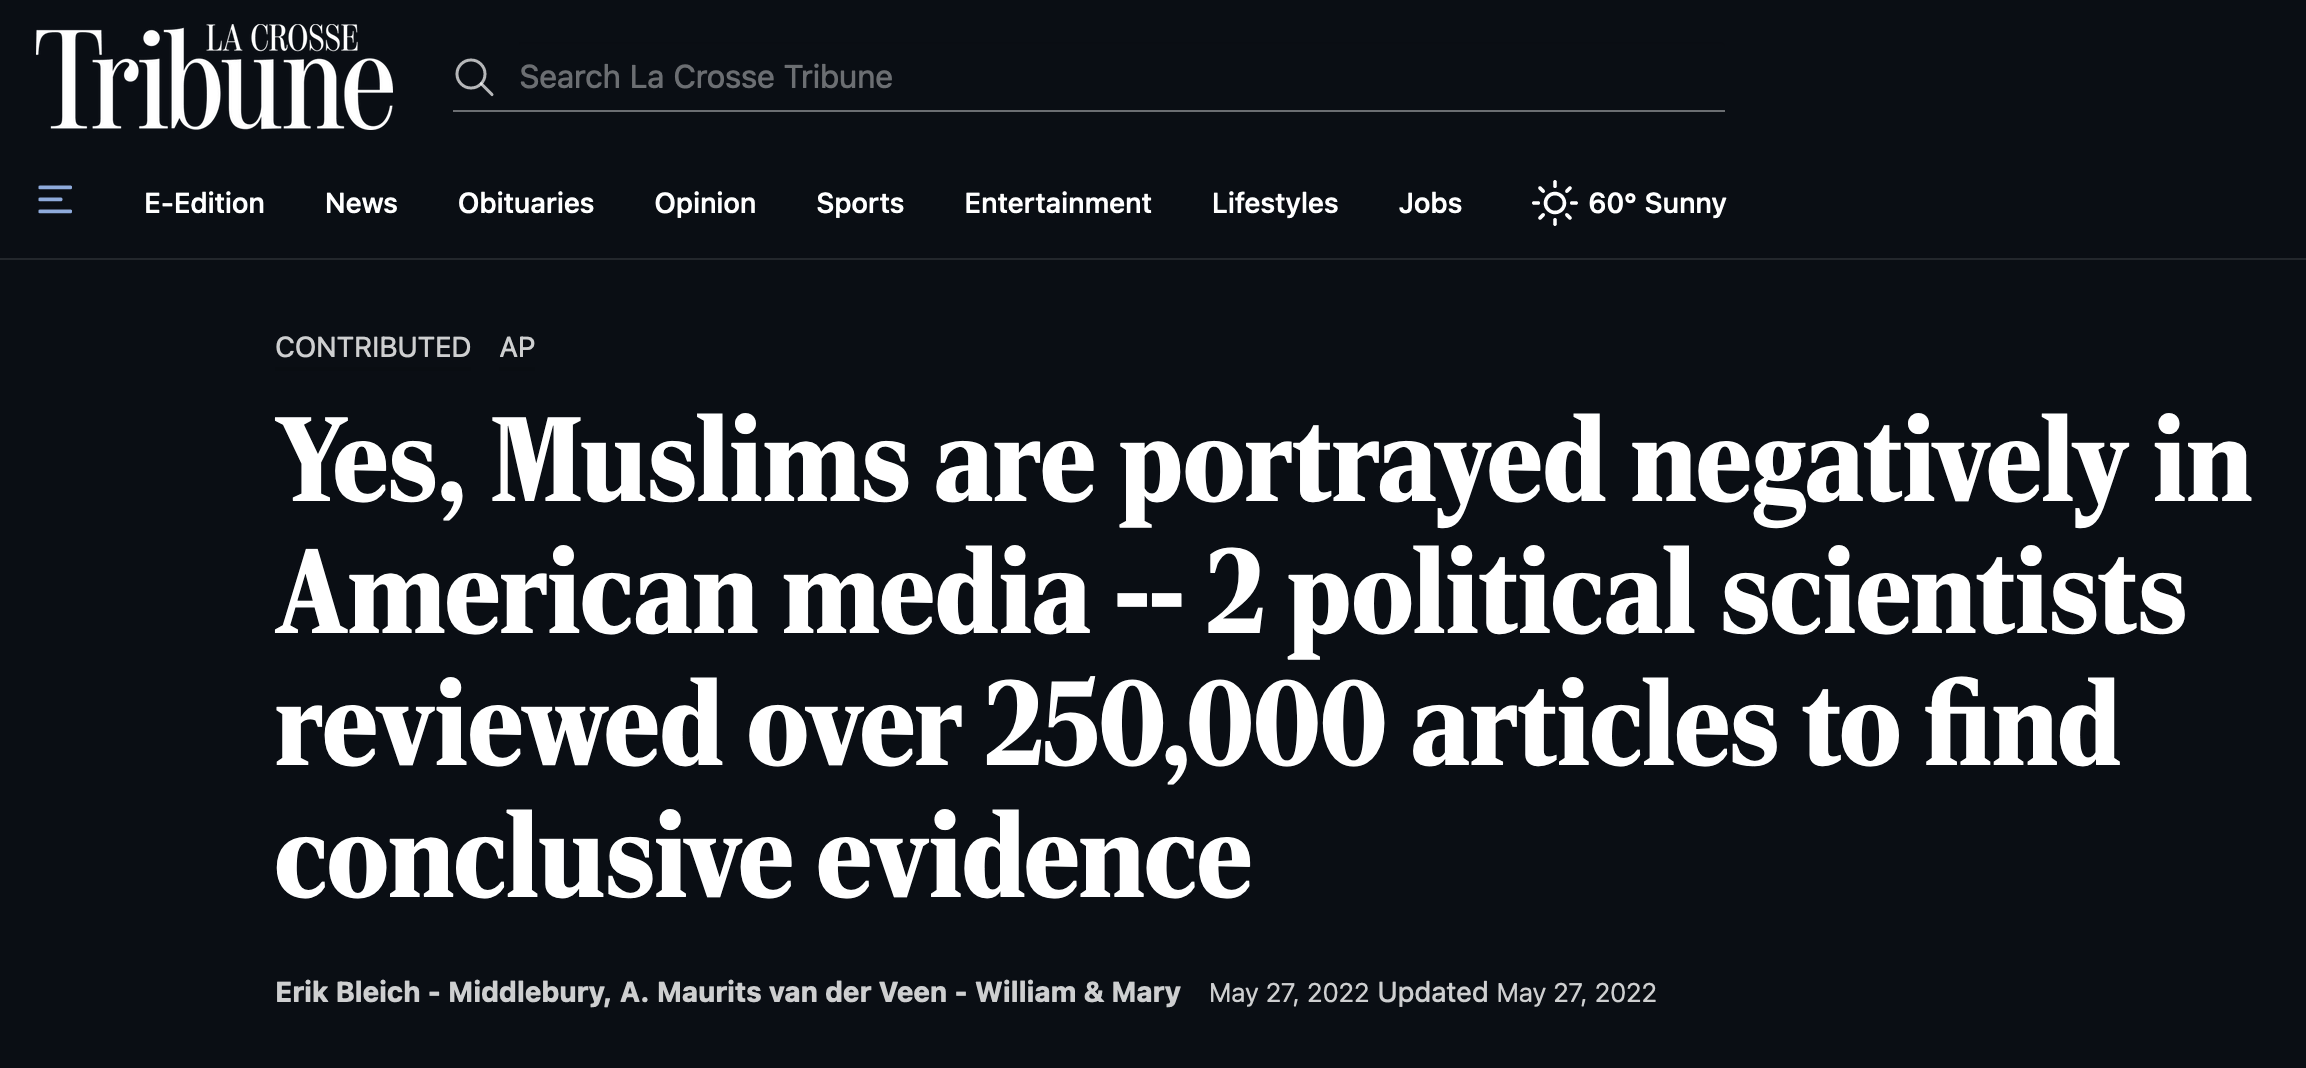 LA CROSSE
Tribune
Search La Crosse Tribune
E-Edition News Obituaries Opinion Sports Entertainment Lifestyles Jobs 60° Sunny
CONTRIBUTED AP
Yes, Muslims are portrayed negatively in
American media -- 2 political scientists
reviewed over 250,000 articles to find
conclusive evidence
Erik Bleich - Middlebury, A. Maurits van der Veen - William & Mary May 27, 2022 Updated May 27, 2022